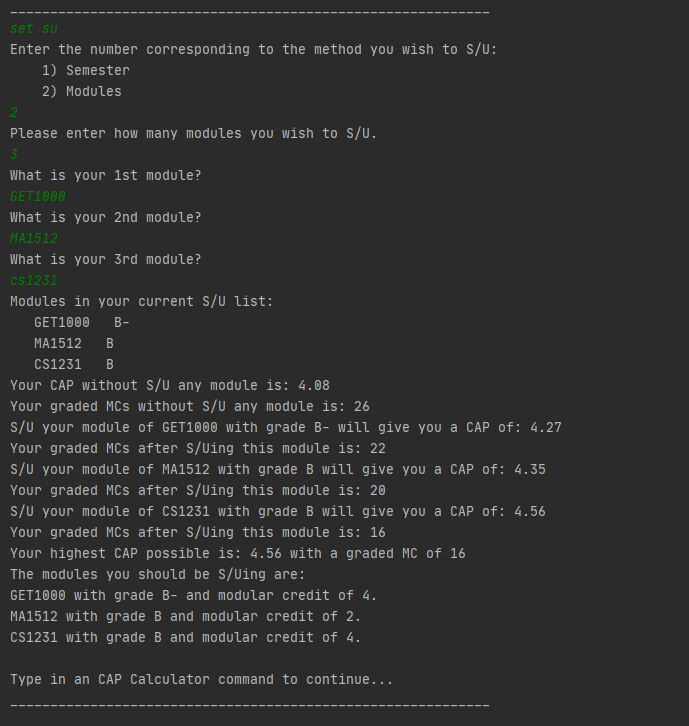 ____________________________________________________________
set su
Enter the number corresponding to the method you wish to S/U:
    1) Semester
    2) Modules
2
Please enter how many modules you wish to S/U.
3
What is your 1st module?
GET1000
What is your 2nd module?
MA1512
What is your 3rd module?
cs1231
Modules in your current S/U list:
   GET1000   B-
   MA1512   B
   CS1231   B
Your CAP without S/U any module is: 4.08
Your graded MCs without S/U any module is: 26
S/U your module of GET1000 with grade B- will give you a CAP of: 4.27
Your graded MCs after S/Uing this module is: 22
S/U your module of MA1512 with grade B will give you a CAP of: 4.35
Your graded MCs after S/Uing this module is: 20
S/U your module of CS1231 with grade B will give you a CAP of: 4.56
Your graded MCs after S/Uing this module is: 16
Your highest CAP possible is: 4.56 with a graded MC of 16
The modules you should be S/Uing are:
GET1000 with grade B- and modular credit of 4.
MA1512 with grade B and modular credit of 2.
CS1231 with grade B and modular credit of 4.

Type in an CAP Calculator command to continue...
____________________________________________________________